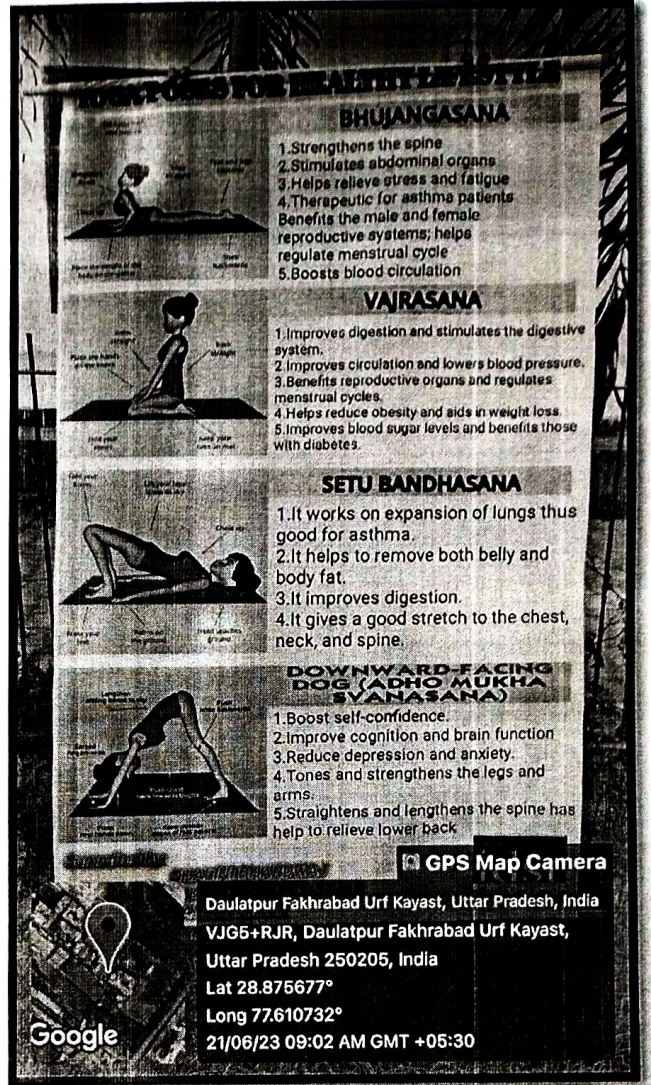 YOGA POSES FOR HEALTHY LIFESTYLE
BHUJANGASANA
1.Strengthens the spine
2.Stimulates abdominal organs
3.Helps relieve stress and fatigue
4.Therapeutic for asthma patients
Benefits the male and female
reproductive systems; helps
regulate menstrual cycle
5.Boosts blood circulation
VAJRASANA
Back
straight
1.Improves digestion and stimulates the digestive
system.
2.Improves circulation and lowers blood pressure.
3.Benefits reproductive organs and regulates
menstrual cycles.
4.Helps reduce obesity and aids in weight loss.
5.Improves blood sugar levels and benefits those
with diabetes.
SETU BANDHASANA
1.It works on expansion of lungs thus
good for asthma.
2.It helps to remove both belly and
body fat.
3.It improves digestion.
4.It gives a good stretch to the chest,
neck, and spine.
DOWNWARD-FACING
DOG (ADHO MUKHA
SVANASANA)
1.Boost self-confidence.
2.Improve cognition and brain function
3.Reduce depression and anxiety.
4.Tones and strengthens the legs and
arms.
5.Straightens and lengthens the spine has
help to relieve lower back
GPS Map Camera
Daulatpur Fakhrabad Urf Kayast, Uttar Pradesh, India
VJG5+RJR, Daulatpur Fakhrabad Urf Kayast,
Uttar Pradesh 250205, India
Lat 28.875677°
Long 77.610732°
21/06/23 09:02 AM GMT +05:30
Google